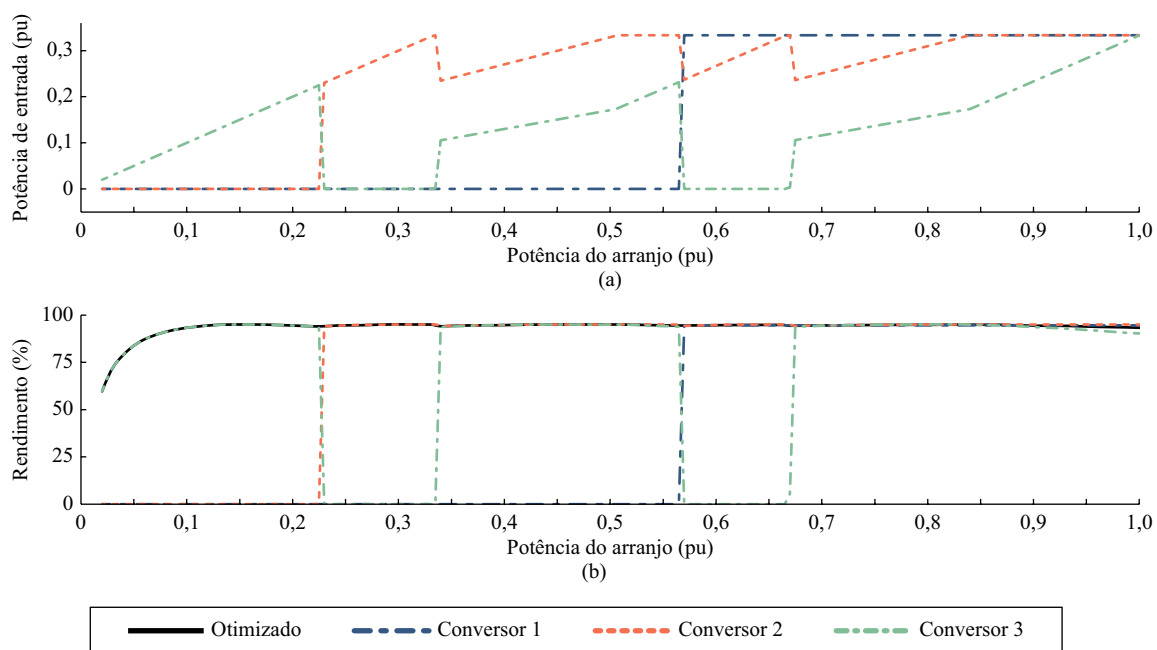 Potência de entrada (pu)
0,3
0,2
0,1
0
0 0,1 0,2 0,3 0,4 0,5 0,6 0,7 0,8 0,9 1,0
Potência do arranjo (pu)
(a)
Rendimento (%)
100
75
50
25
0
0 0,1 0,2 0,3 0,4 0,5 0,6 0,7 0,8 0,9 1,0
Potência do arranjo (pu)
(b)
Otimizado Conversor 1 Conversor 2 Conversor 3